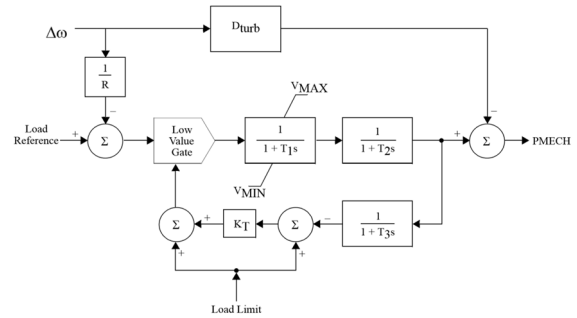 Δω
Dturb
1
R
VMAX
Load
Reference
+
−
Σ
Low
Value
Gate
1
1 + T1s
1
1 + T2s
+
−
Σ
PMECH
VMIN
Σ
+
+
KT
Σ
−
+
1
1 + T3s
Load Limit